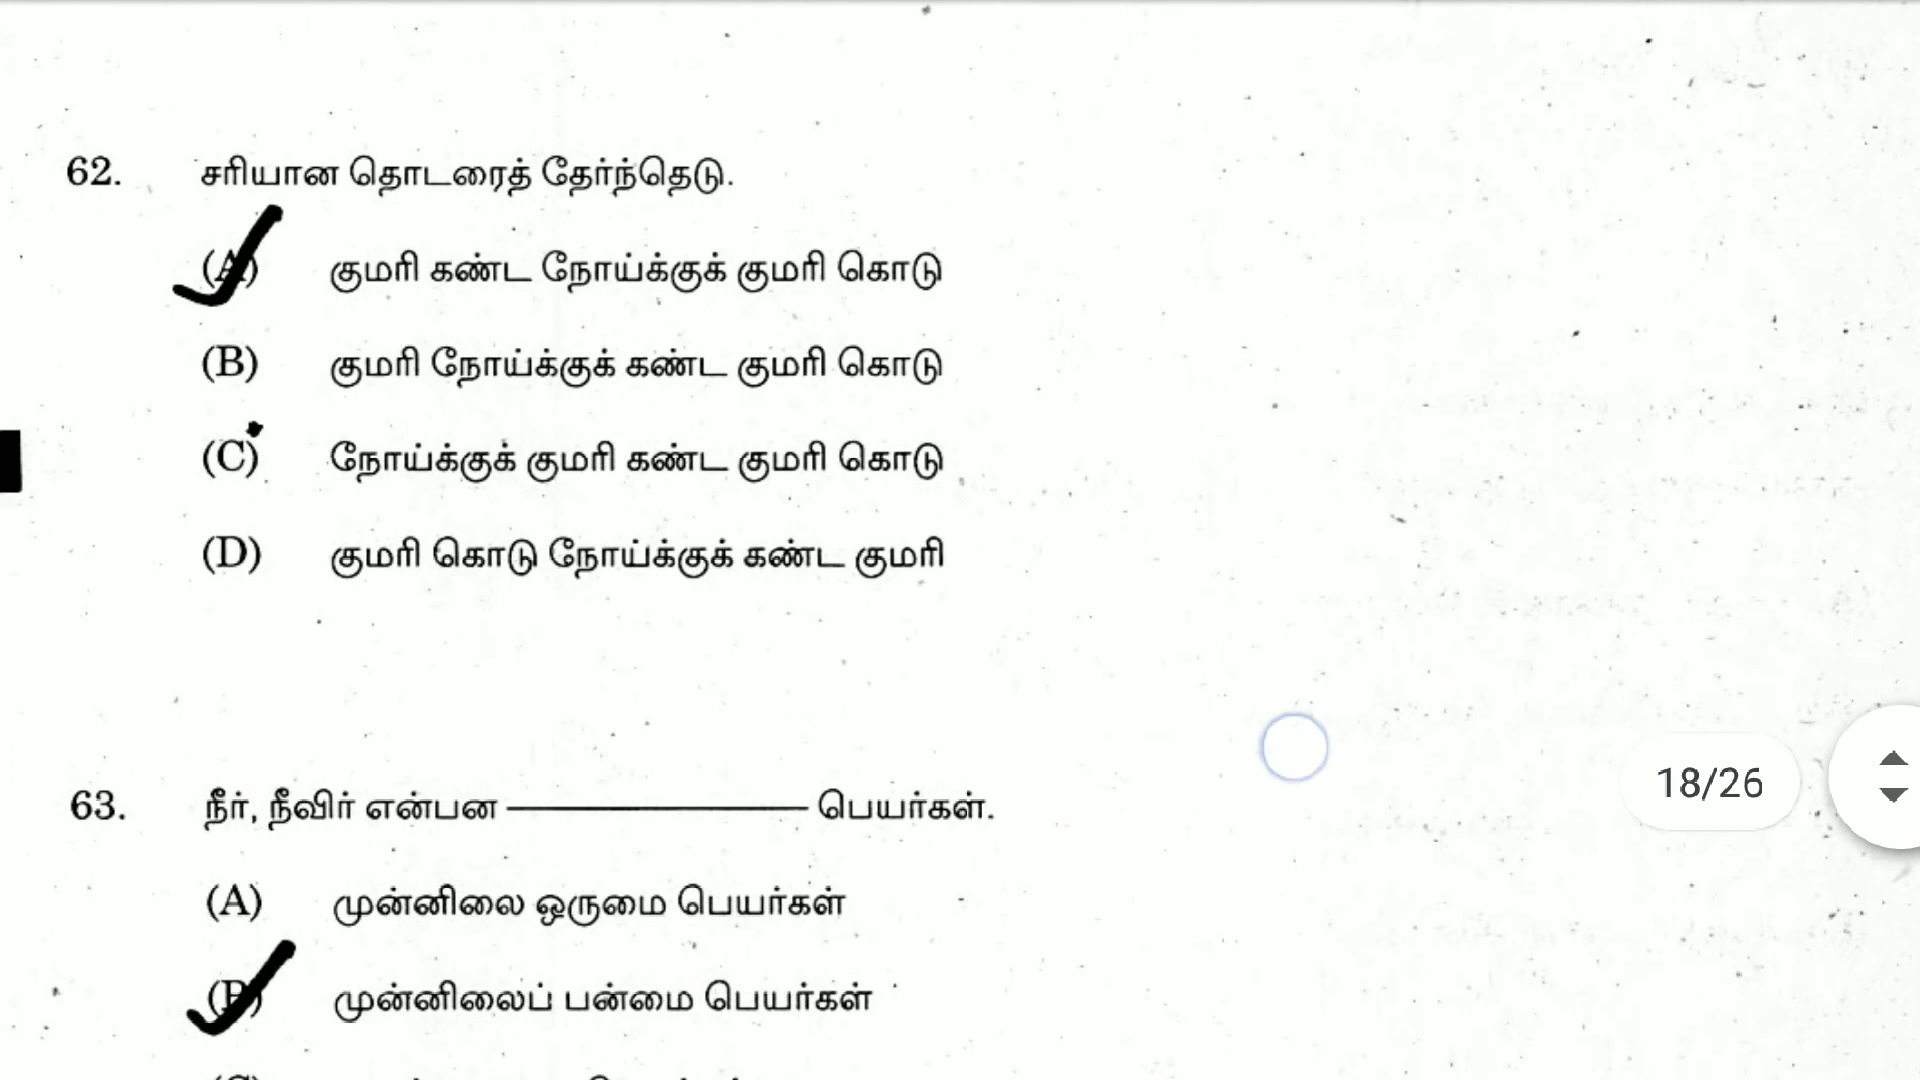 62. சரியான தொடரைத் தேர்ந்தெடு.
(A) குமரி கண்ட நோய்க்குக் குமரி கொடு
(B) குமரி நோய்க்குக் கண்ட குமரி கொடு
(C) நோய்க்குக் குமரி கண்ட குமரி கொடு
(D) குமரி கொடு நோய்க்குக் கண்ட குமரி
18/26
63. நீர், நீவிர் என்பன ———— பெயர்கள்.
(A) முன்னிலை ஒருமை பெயர்கள்
(B) முன்னிலைப் பன்மை பெயர்கள்